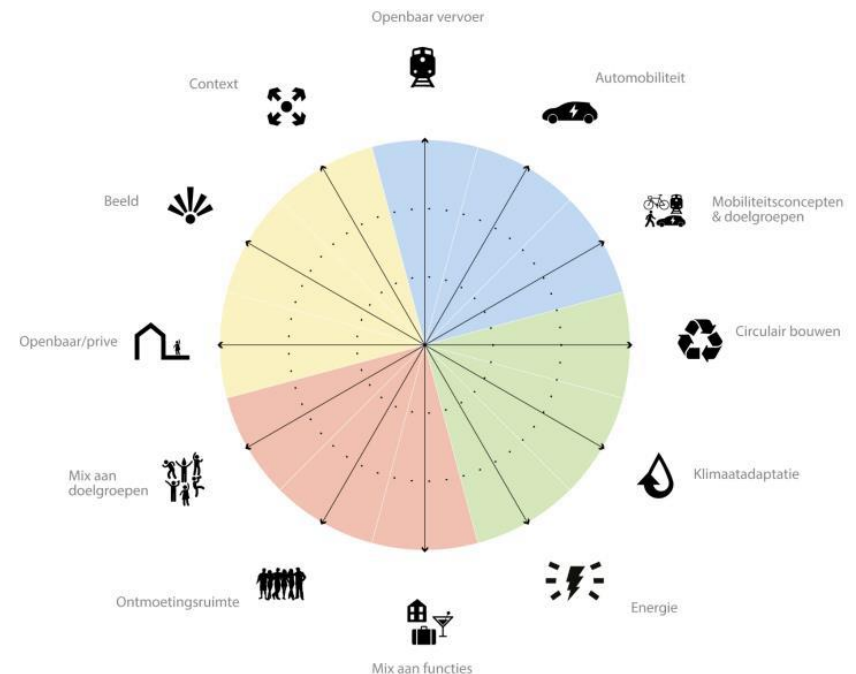 Openbaar vervoer
Automobiliteit
Mobiliteitsconcepten
& doelgroepen
Circulair bouwen
Klimaatadaptatie
Energie
Mix aan functies
Ontmoetingsruimte
Mix aan
doelgroepen
Openbaar/prive
Beeld
Context